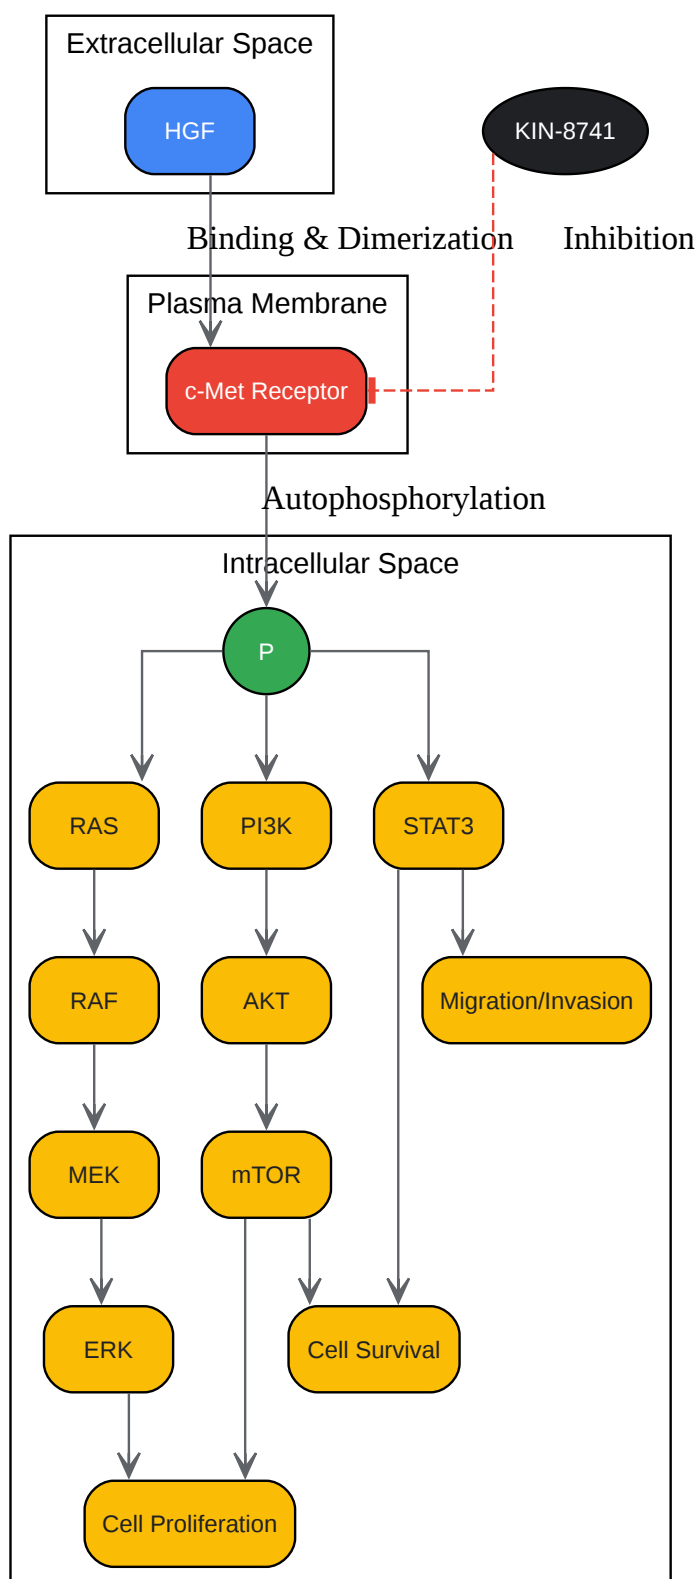 Extracellular Space
HGF
KIN-8741
Binding & Dimerization
Inhibition
Plasma Membrane
c-Met Receptor
Autophosphorylation
Intracellular Space
P
RAS
PI3K
STAT3
RAF
AKT
Migration/Invasion
MEK
mTOR
ERK
Cell Survival
Cell Proliferation